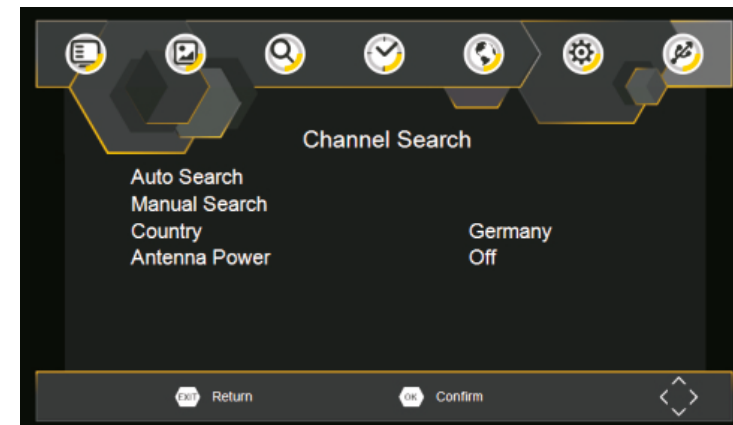 Channel Search
Auto Search
Manual Search
Country Germany
Antenna Power Off
EXIT Return OK Confirm